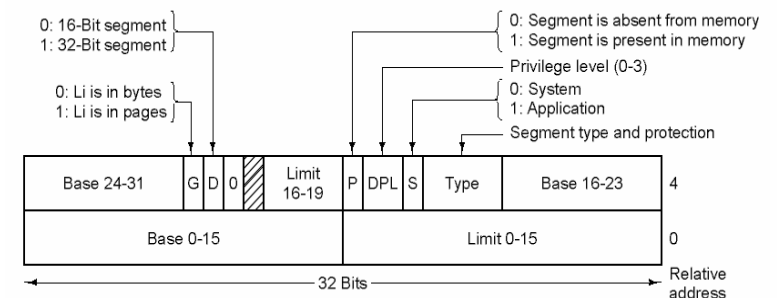 0: 16-Bit segment
1: 32-Bit segment
0: Li is in bytes
1: Li is in pages
0: Segment is absent from memory
1: Segment is present in memory
Privilege level (0-3)
0: System
1: Application
Segment type and protection
Base 24-31
G
D
0
Limit
16-19
P
DPL
S
Type
Base 16-23
4
Base 0-15
Limit 0-15
0
32 Bits
Relative
address